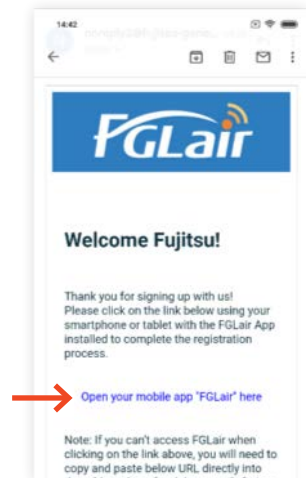 14:42
FGLair
Welcome Fujitsu!
Thank you for signing up with us!
Please click on the link below using your
smartphone or tablet with the FGLair App
installed to complete the registration
process.
Open your mobile app "FGLair" here
Note: If you can't access FGLair when
clicking on the link above, you will need to
copy and paste below URL directly into